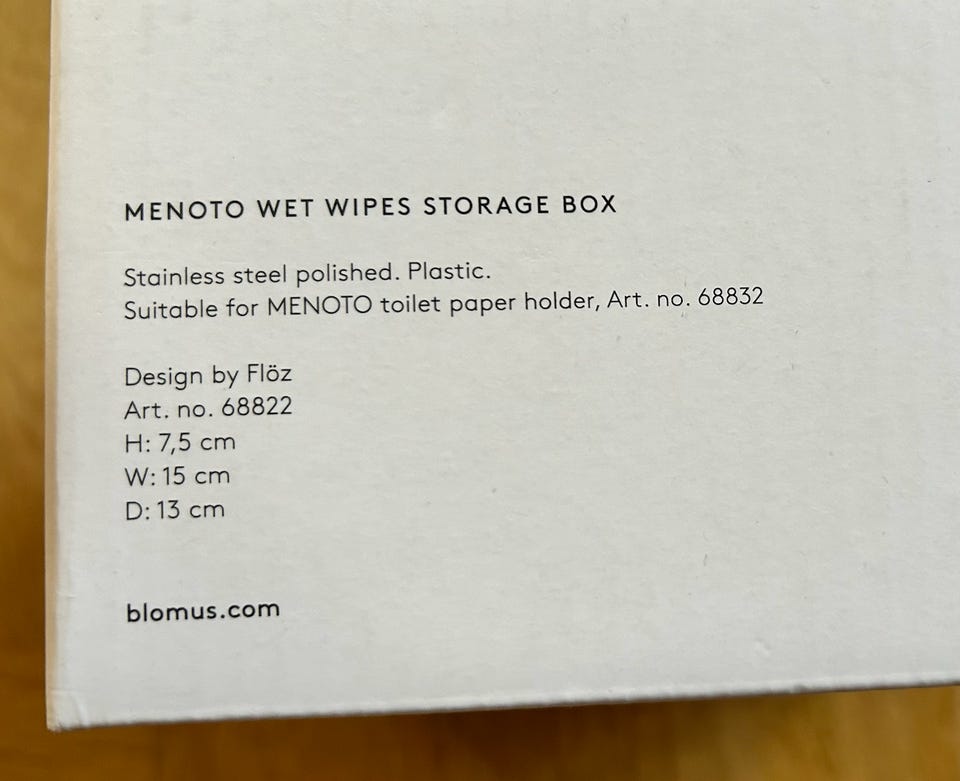 MENOTO WET WIPES STORAGE BOX
Stainless steel polished. Plastic.
Suitable for MENOTO toilet paper holder, Art. no. 68832
Design by Flöz
Art. no. 68822
H: 7,5 cm
W: 15 cm
D: 13 cm
blomus.com